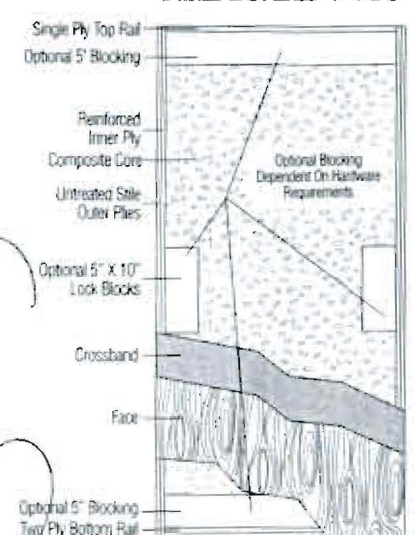 Single Ply Top Rail
Optional 5" Blocking
Reinforced
Inner Ply
Composite Core
Optional Blocking
Dependent On Hardware
Requirements
Untreated Stile
Outer Plies
Optional 5" X 10"
Lock Blocks
Crossband
Face
Optional 5" Blocking
Two Ply Bottom Rail